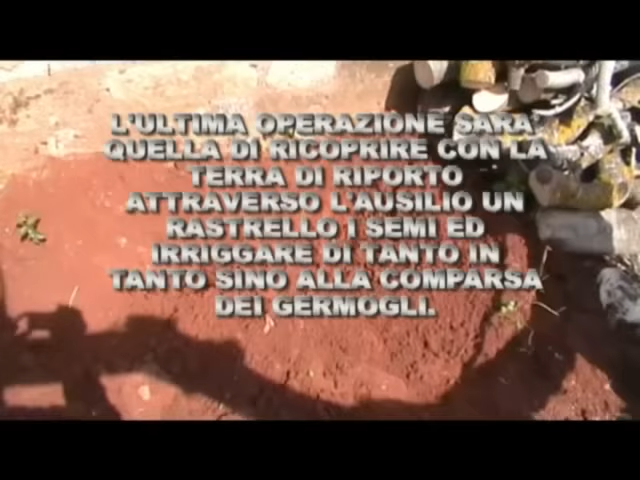 L'ULTIMA OPERAZIONE SARA'
QUELLA DI RICOPRIRE CON LA
TERRA DI RIPORTO
ATTRAVERSO L'AUSILIO UN
RASTRELLO I SEMI ED
IRRIGGARE DI TANTO IN
TANTO SINO ALLA COMPARSA
DEI GERMOGLI.